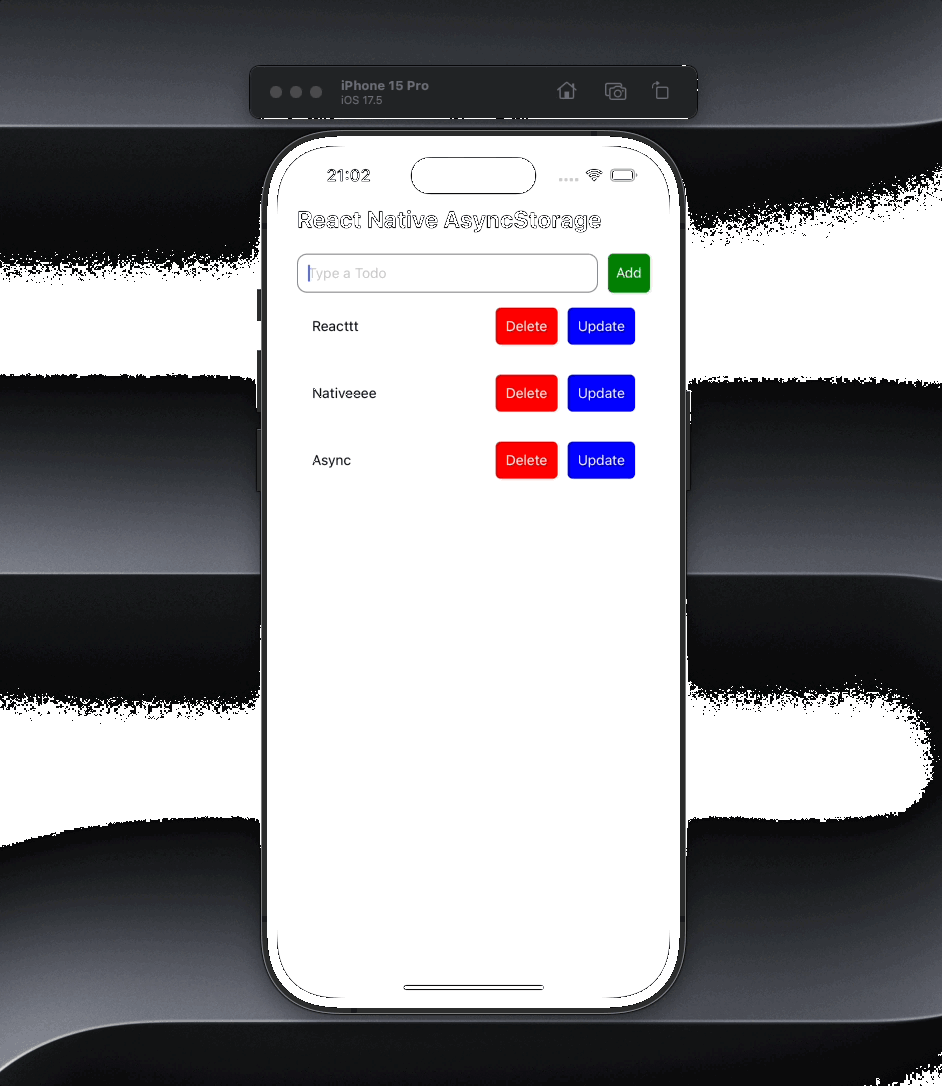 iPhone 15 Pro
iOS 17.5
21:02
React Native AsyncStorage
Type a Todo
Add
Reacttt Delete Update
Nativeeee Delete Update
Async Delete Update